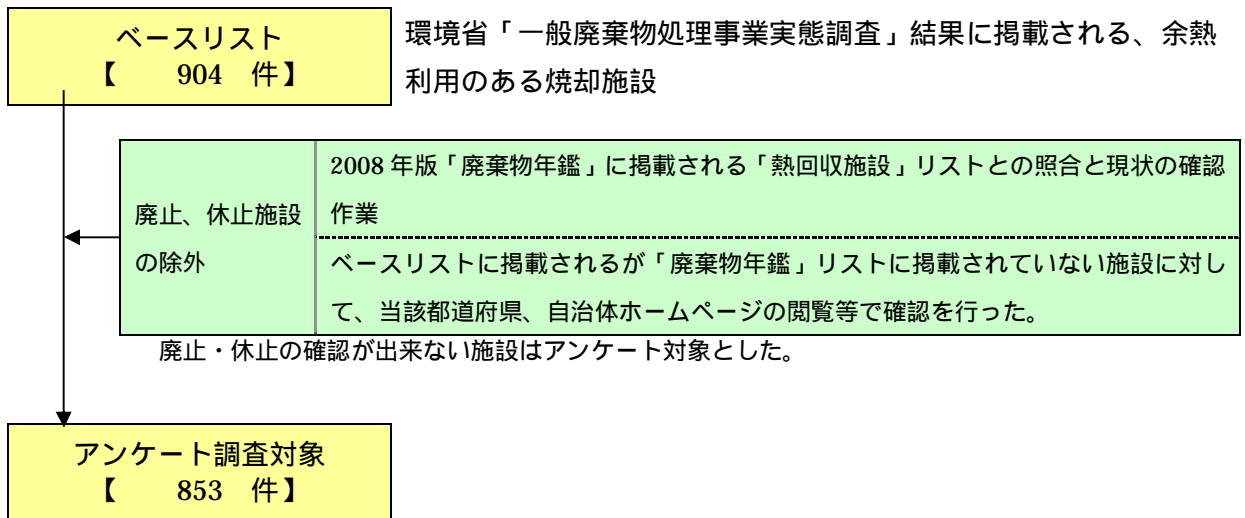 ベースリスト
【　　904　件】
環境省「一般廃棄物処理事業実態調査」結果に掲載される、余熱
利用のある焼却施設
廃止、休止施設
の除外
2008 年版「廃棄物年鑑」に掲載される「熱回収施設」リストとの照合と現状の確認
作業
ベースリストに掲載されるが「廃棄物年鑑」リストに掲載されていない施設に対し
て、当該都道府県、自治体ホームページの閲覧等で確認を行った。
廃止・休止の確認が出来ない施設はアンケート対象とした。
アンケート調査対象
【　　853　件】